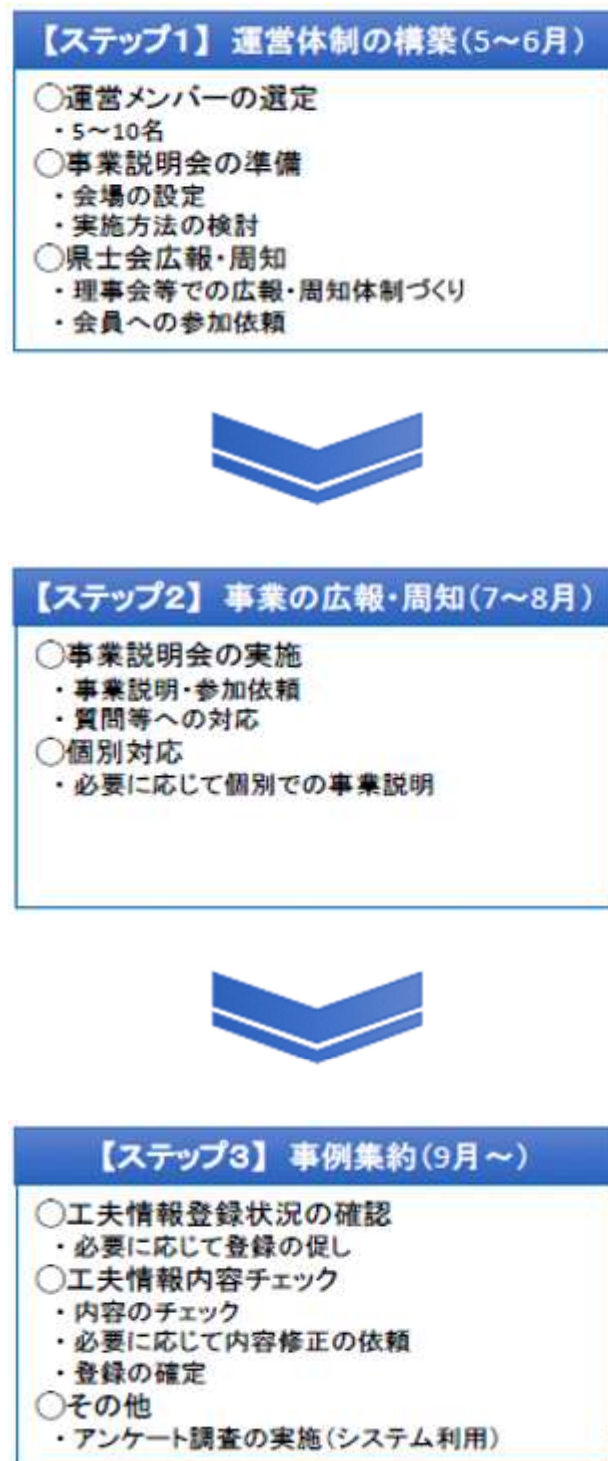 【ステップ1】 運営体制の構築(5～6月)
○運営メンバーの選定
・5～10名
○事業説明会の準備
・会場の設定
・実施方法の検討
○県士会広報・周知
・理事会等での広報・周知体制づくり
・会員への参加依頼
【ステップ2】 事業の広報・周知(7～8月)
○事業説明会の実施
・事業説明・参加依頼
・質問等への対応
○個別対応
・必要に応じて個別での事業説明
【ステップ3】 事例集約(9月～)
○工夫情報登録状況の確認
・必要に応じて登録の促し
○工夫情報内容チェック
・内容のチェック
・必要に応じて内容修正の依頼
・登録の確定
○その他
・アンケート調査の実施(システム利用)